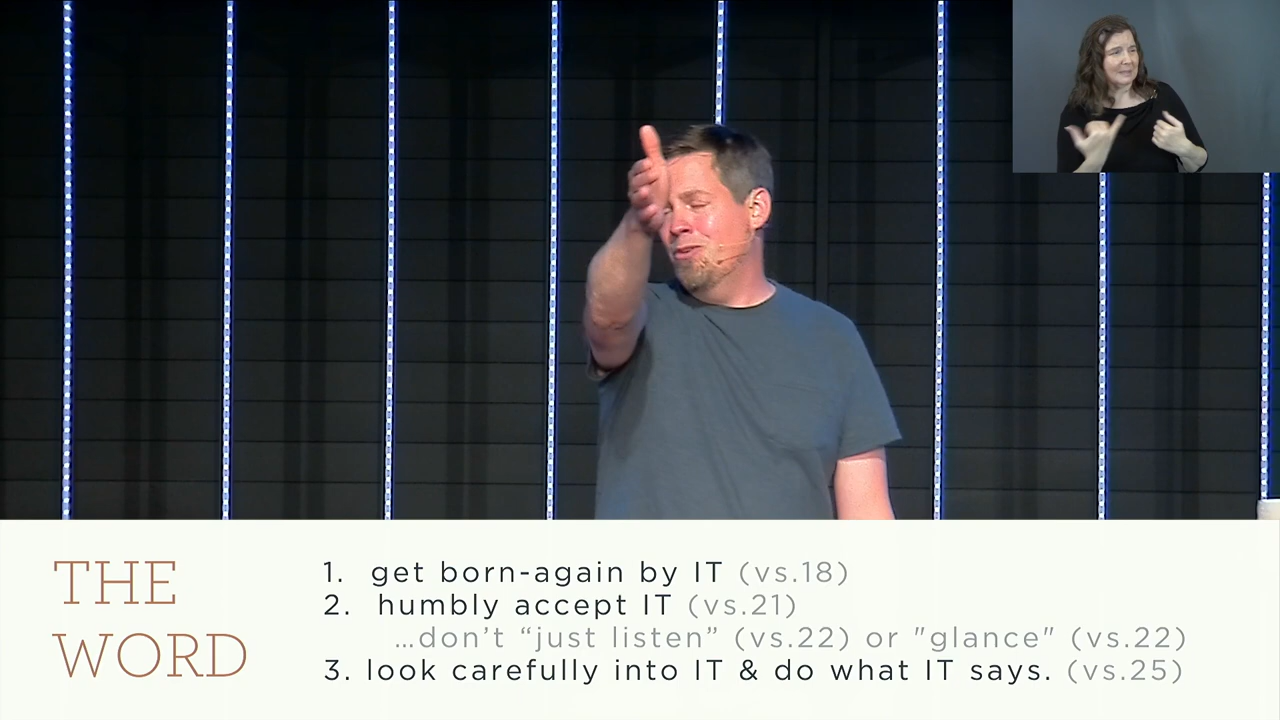 THE
WORD
1. get born-again by IT (vs.18)
2. humbly accept IT (vs.21)
...don’t “just listen” (vs.22) or "glance" (vs.22)
3. look carefully into IT & do what IT says. (vs.25)